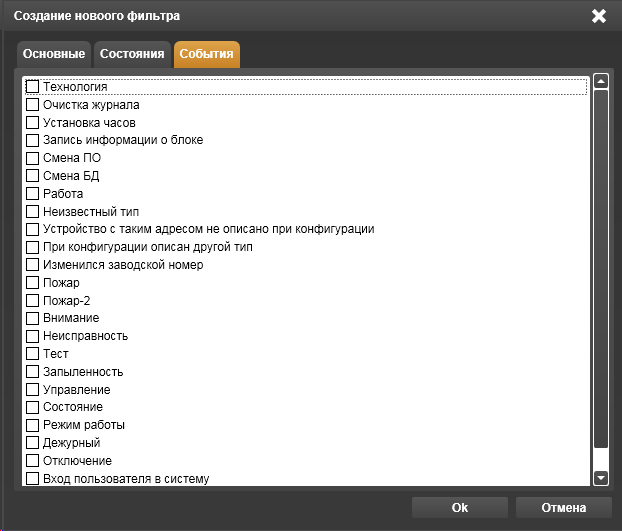 Создание новоого фильтра
Основные Состояния События
Технология
Очистка журнала
Установка часов
Запись информации о блоке
Смена ПО
Смена БД
Работа
Неизвестный тип
Устройство с таким адресом не описано при конфигурации
При конфигурации описан другой тип
Изменился заводской номер
Пожар
Пожар-2
Внимание
Неисправность
Тест
Запыленность
Управление
Состояние
Режим работы
Дежурный
Отключение
Вход пользователя в систему
Ok Отмена